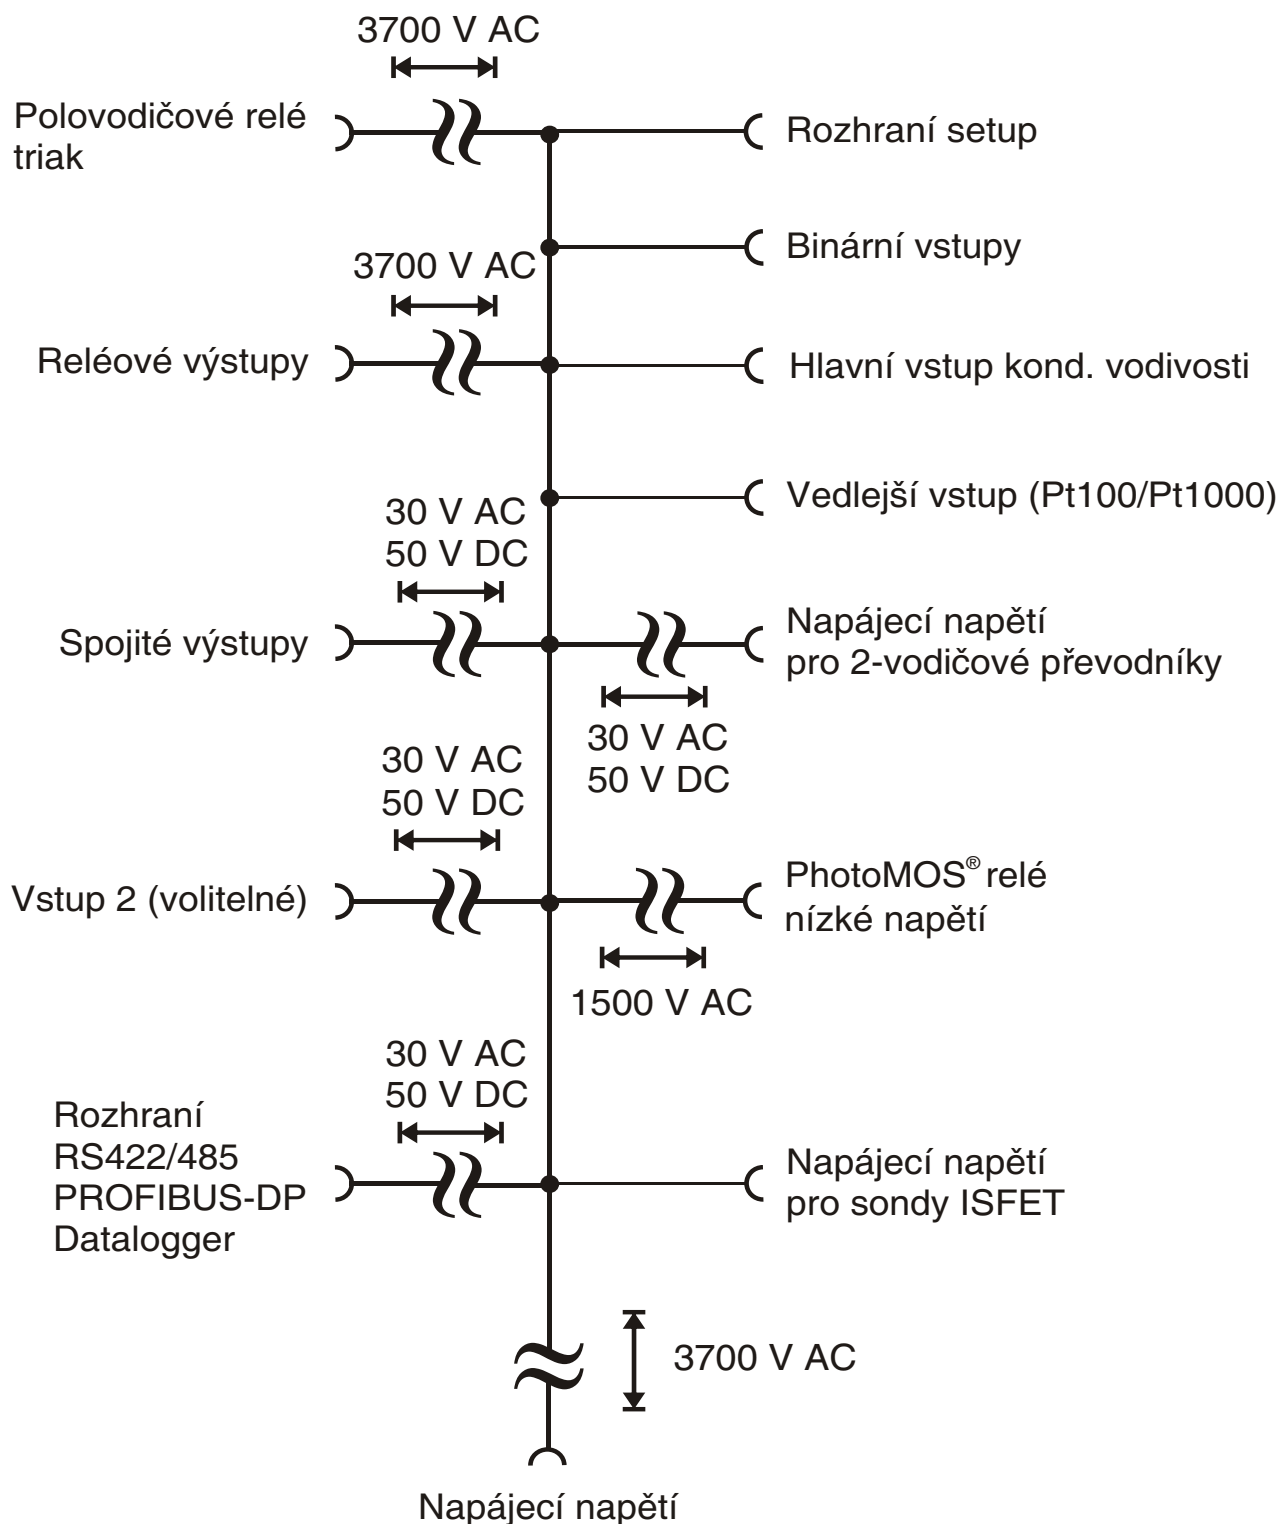 3700 V AC
Polovodičové relé
triak
Rozhraní setup
Binární vstupy
3700 V AC
Reléové výstupy
Hlavní vstup kond. vodivosti
Vedlejší vstup (Pt100/Pt1000)
30 V AC
50 V DC
Spojité výstupy
Napájecí napětí
pro 2-vodičové převodníky
30 V AC
50 V DC
30 V AC
50 V DC
Vstup 2 (volitelné)
PhotoMOS® relé
nízké napětí
1500 V AC
30 V AC
50 V DC
Rozhraní
RS422/485
PROFIBUS-DP
Datalogger
Napájecí napětí
pro sondy ISFET
3700 V AC
Napájecí napětí